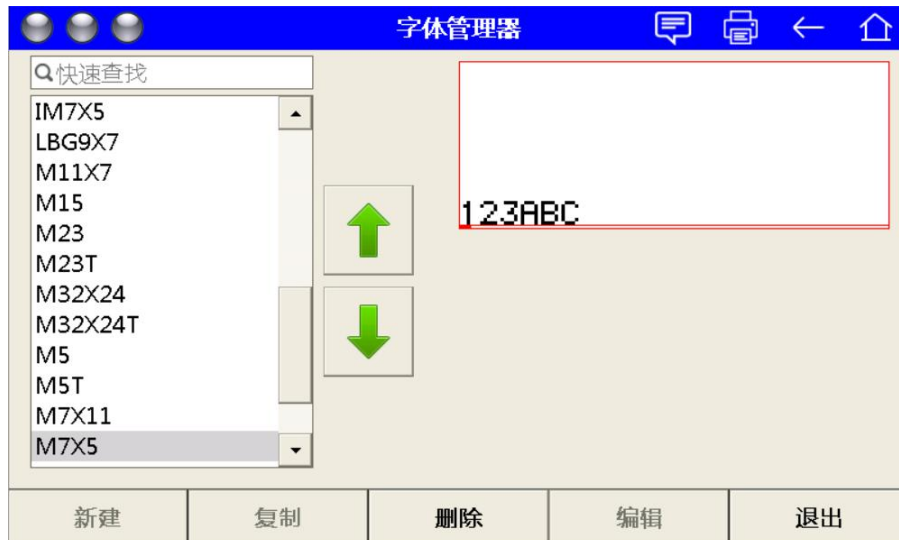 字体管理器
快速查找
IM7X5
LBG9X7
M11X7
M15
M23
M23T
M32X24
M32X24T
M5
M5T
M7X11
M7X5
123ABC
新建 复制 删除 编辑 退出